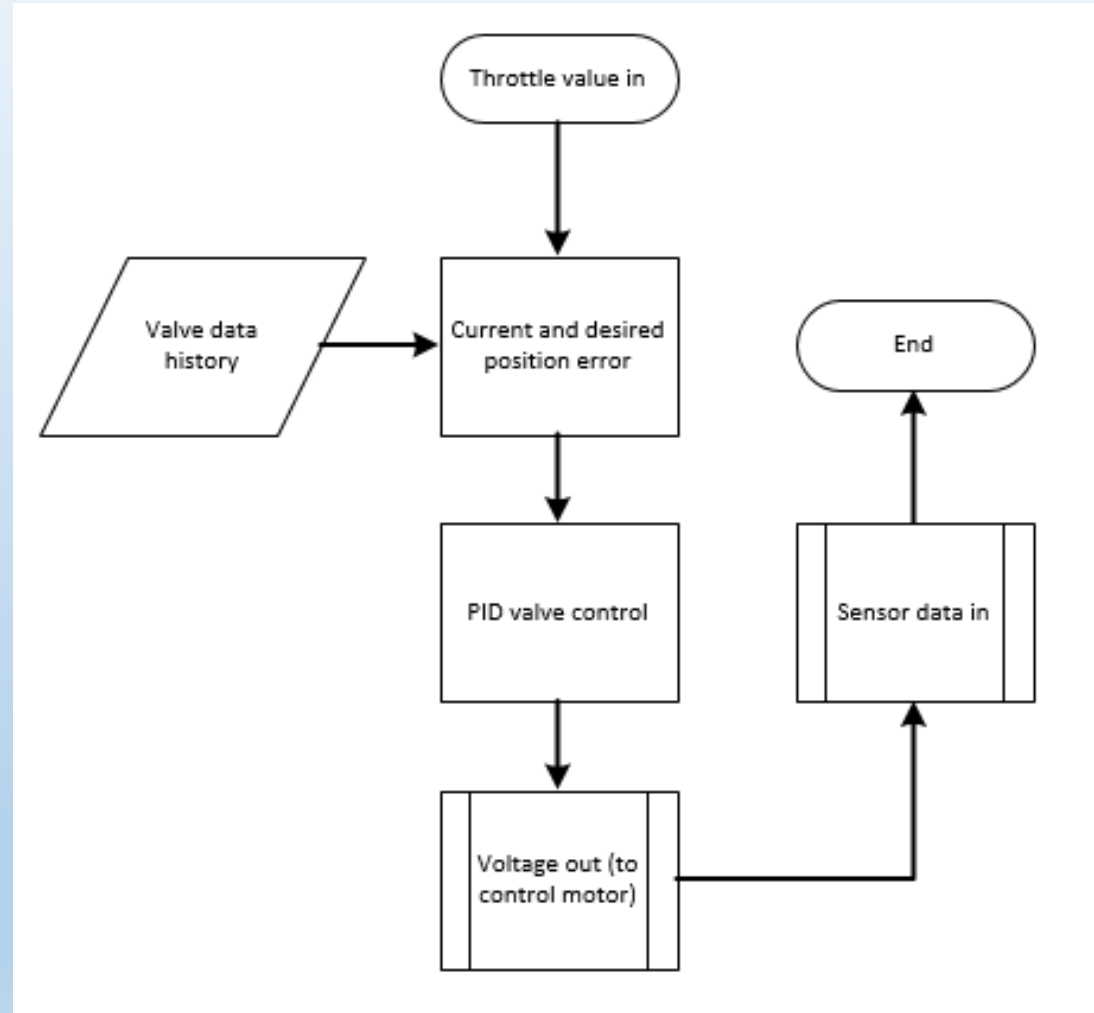 Throttle value in
Valve data
history
Current and desired
position error
End
PID valve control
Sensor data in
Voltage out (to
control motor)